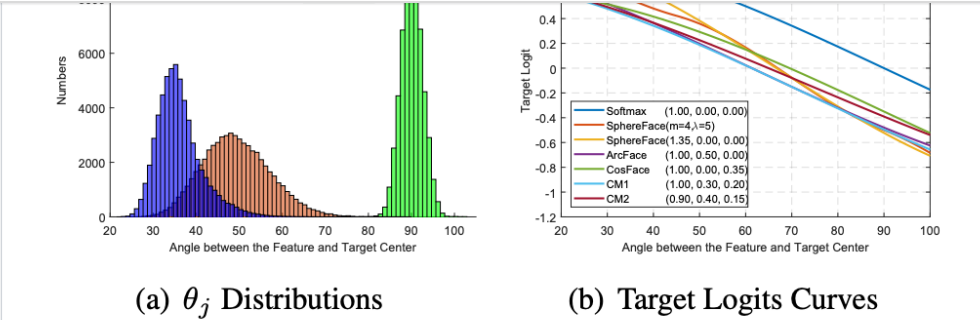 6000
4000
2000
0
20 30 40 50 60 70 80 90 100
Numbers
Angle between the Feature and Target Center
(a) θj Distributions
0.4
0.2
0
-0.2
-0.4
-0.6
-0.8
-1
-1.2
20 30 40 50 60 70 80 90 100
Target Logit
Softmax (1.00, 0.00, 0.00)
SphereFace(m=4,λ=5)
SphereFace(1.35, 0.00, 0.00)
ArcFace (1.00, 0.50, 0.00)
CosFace (1.00, 0.00, 0.35)
CM1 (1.00, 0.30, 0.20)
CM2 (0.90, 0.40, 0.15)
Angle between the Feature and Target Center
(b) Target Logits Curves